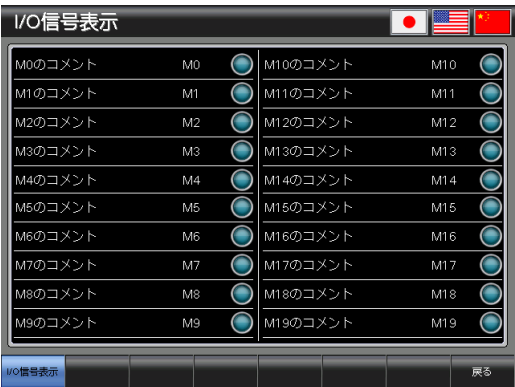 I/O信号表示
M0のコメント M0
M1のコメント M1
M2のコメント M2
M3のコメント M3
M4のコメント M4
M5のコメント M5
M6のコメント M6
M7のコメント M7
M8のコメント M8
M9のコメント M9
M10のコメント M10
M11のコメント M11
M12のコメント M12
M13のコメント M13
M14のコメント M14
M15のコメント M15
M16のコメント M16
M17のコメント M17
M18のコメント M18
M19のコメント M19
I/O信号表示 戻る